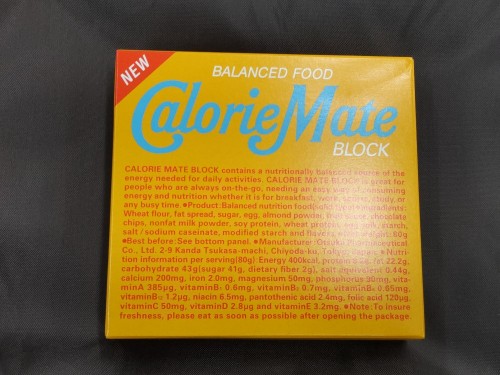 NEW
BALANCED FOOD
CalorieMate
BLOCK
CALORIE MATE BLOCK contains a nutritionally balanced source of the
energy needed for daily activities. CALORIE MATE BLOCK is great for
people who are always on-the-go, needing an easy way of consuming
energy and nutrition whether it is for breakfast, work, sports, study, or
any busy time. •Product: Balanced nutrition food
Wheat flour, fat spread, sugar, egg, almond powder, chocolate
chips, nonfat milk powder, soy protein, wheat protein, egg, starch,
salt / sodium caseinate, modified starch and flavors 80g
•Best before: See bottom panel. •Manufacturer: Otsuka Pharmaceutical
Co., Ltd. 2-9 Kanda Tsukasa-machi, Chiyoda-ku, Tokyo, •Nutri-
tion information per serving(80g): Energy 400kcal, protein fat 22.2g,
carbohydrate 43g(sugar 41g, dietary fiber 2g), salt equivalent 0.44g,
calcium 200mg, iron 2.0mg, magnesium 50mg, phosphorus vita-
minA 385μg, vitaminB₁ 0.6mg, vitaminB₂ 0.7mg, vitaminB₆ 0.65mg,
vitaminB₁₂ 1.2μg, niacin 6.5mg, pantothenic acid 2.4mg, folic acid 120μg,
vitaminC 50mg, vitaminD 2.8μg and vitaminE 3.2mg. •Note: To insure
freshness, please eat as soon as possible after opening the package.